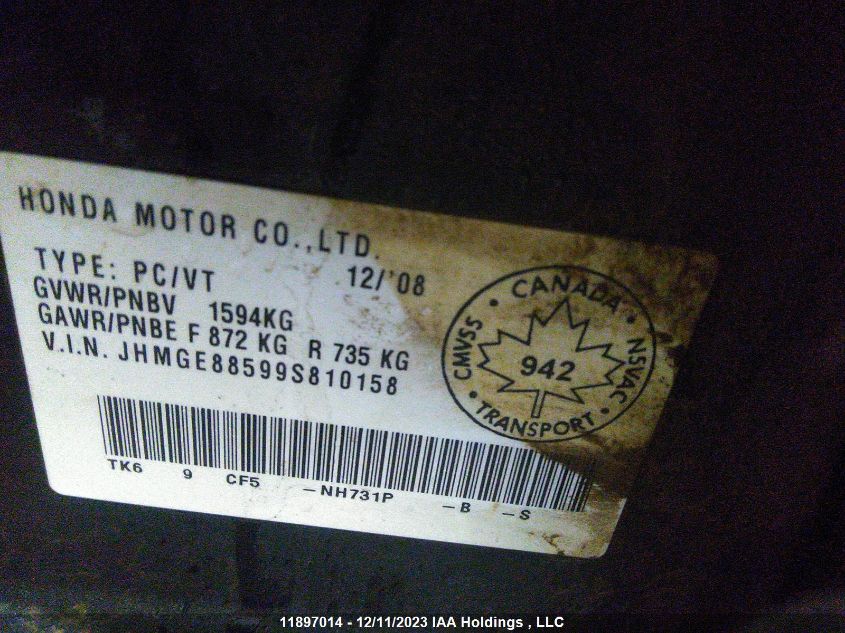 HONDA MOTOR CO.,LTD.
TYPE: PC/VT 12/'08
GVWR/PNBV 1594KG
GAWR/PNBE F 872 KG R 735 KG
V.I.N. JHMGE88599S810158
CANADA
CMVSS 942 NSVAC
TRANSPORT
TK6 9 CF5 -NH731P -B -S
11897014 - 12/11/2023 IAA Holdings , LLC